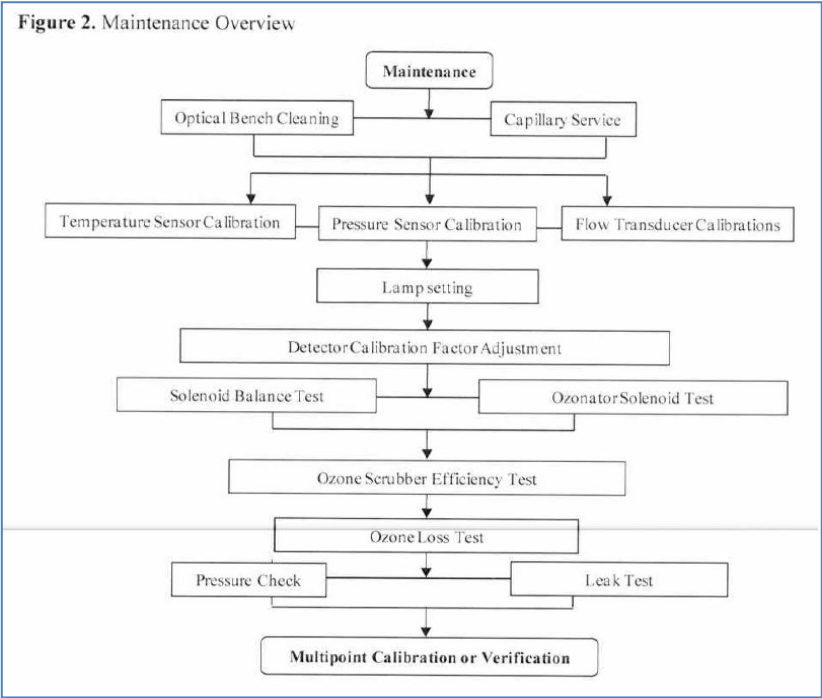 Figure 2. Maintenance Overview
Maintenance
Optical Bench Cleaning
Capillary Service
Temperature Sensor Calibration
Pressure Sensor Calibration
Flow Transducer Calibrations
Lamp setting
Detector Calibration Factor Adjustment
Solenoid Balance Test
Ozonator Solenoid Test
Ozone Scrubber Efficiency Test
Ozone Loss Test
Pressure Check
Leak Test
Multipoint Calibration or Verification